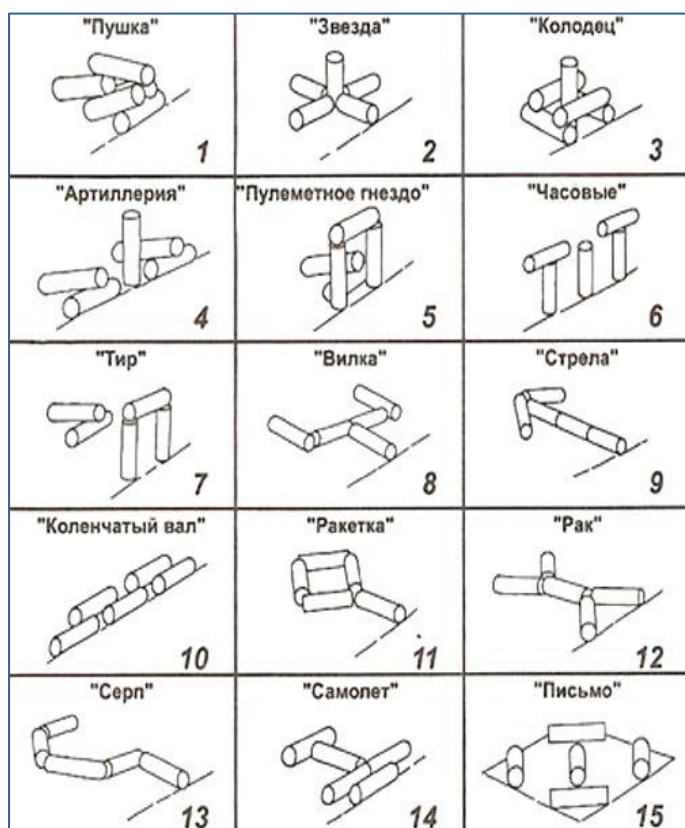 "Пушка"
1
"Звезда"
2
"Колодец"
3
"Артиллерия"
4
"Пулеметное гнездо"
5
"Часовые"
6
"Тир"
7
"Вилка"
8
"Стрела"
9
"Коленчатый вал"
10
"Ракетка"
11
"Рак"
12
"Серп"
13
"Самолет"
14
"Письмо"
15